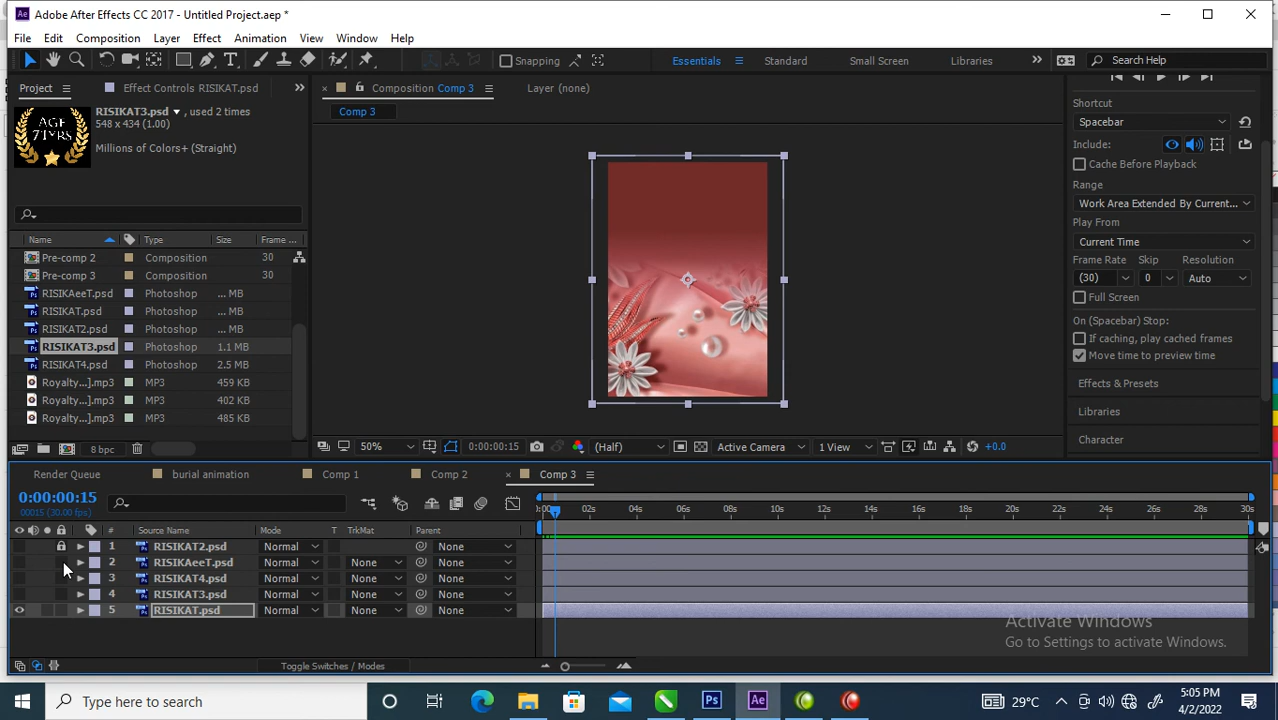 Adobe After Effects CC 2017 - Untitled Project.aep *
File Edit Composition Layer Effect Animation View Window Help
Snapping Essentials Standard Small Screen Libraries Search Help
Project Effect Controls RISIKAT.psd Composition Comp 3 Layer (none)
RISIKAT3.psd , used 2 times
548 x 434 (1.00)
Millions of Colors+ (Straight)
AGE
71YRS
Comp 3
Shortcut
Spacebar
Include:
Cache Before Playback
Range
Work Area Extended By Current...
Play From
Current Time
Frame Rate Skip Resolution
(30) 0 Auto
Full Screen
On (Spacebar) Stop:
If caching, play cached frames
Move time to preview time
Effects & Presets
Libraries
Character
Name Type Size Frame ...
Pre-comp 2 Composition 30
Pre-comp 3 Composition 30
RISIKAeeT.psd Photoshop ... MB
RISIKAT.psd Photoshop ... MB
RISIKAT2.psd Photoshop ... MB
RISIKAT3.psd Photoshop 1.1 MB
RISIKAT4.psd Photoshop 2.5 MB
Royalty...].mp3 MP3 459 KB
Royalty...].mp3 MP3 402 KB
Royalty...].mp3 MP3 485 KB
8 bpc
50% 0:00:00:15 (Half) Active Camera 1 View +0.0
Render Queue burial animation Comp 1 Comp 2 Comp 3
0:00:00:15
00015 (30.00 fps)
:00s 02s 04s 06s 08s 10s 12s 14s 16s 18s 20s 22s 24s 26s 28s 30s
# Source Name Mode T TrkMat Parent
1 RISIKAT2.psd Normal None
2 RISIKAeeT.psd Normal None None
3 RISIKAT4.psd Normal None None
4 RISIKAT3.psd Normal None None
5 RISIKAT.psd Normal None None
Activate Windows
Go to Settings to activate Windows.
Toggle Switches / Modes
Type here to search
Ps Ae
29°C
5:05 PM
4/2/2022